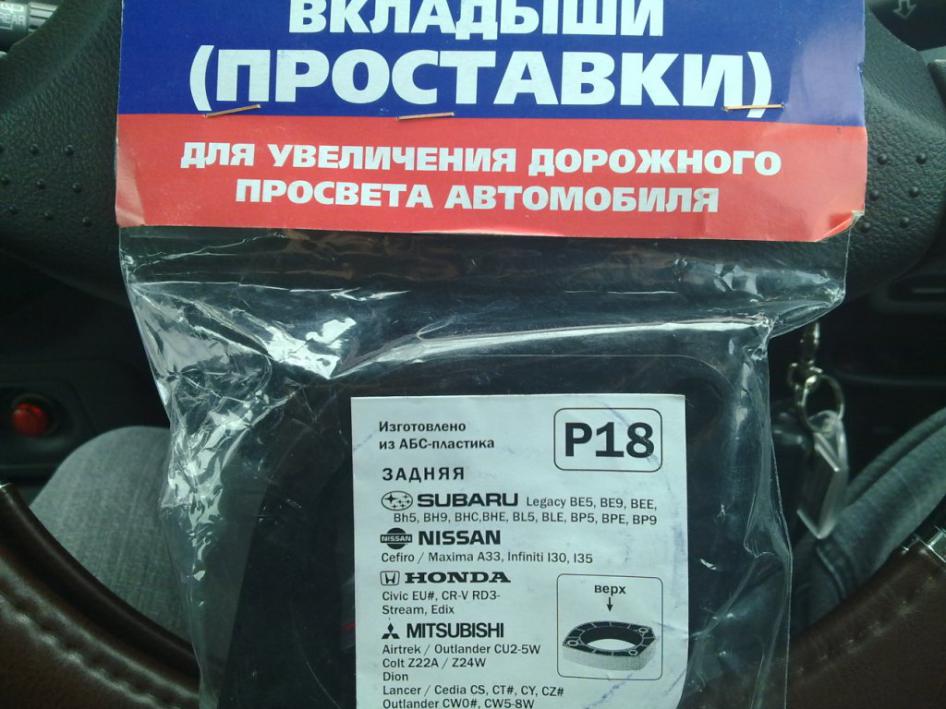 ВКЛАДЫШИ
(ПРОСТАВКИ)
ДЛЯ УВЕЛИЧЕНИЯ ДОРОЖНОГО
ПРОСВЕТА АВТОМОБИЛЯ
Изготовлено
из АБС-пластика
P18
ЗАДНЯЯ
SUBARU Legacy BE5, BE9, BEE,
Bh5, BH9, BHC,BHE, BL5, BLE, BP5, BPE, BP9
NISSAN NISSAN
Cefiro / Maxima A33, Infiniti I30, I35
HONDA
Civic EU#, CR-V RD3-
Stream, Edix
верх
MITSUBISHI
Airtrek / Outlander CU2-5W
Colt Z22A / Z24W
Dion
Lancer / Cedia CS, CT#, CY, CZ#
Outlander CW0#, CW5-8W